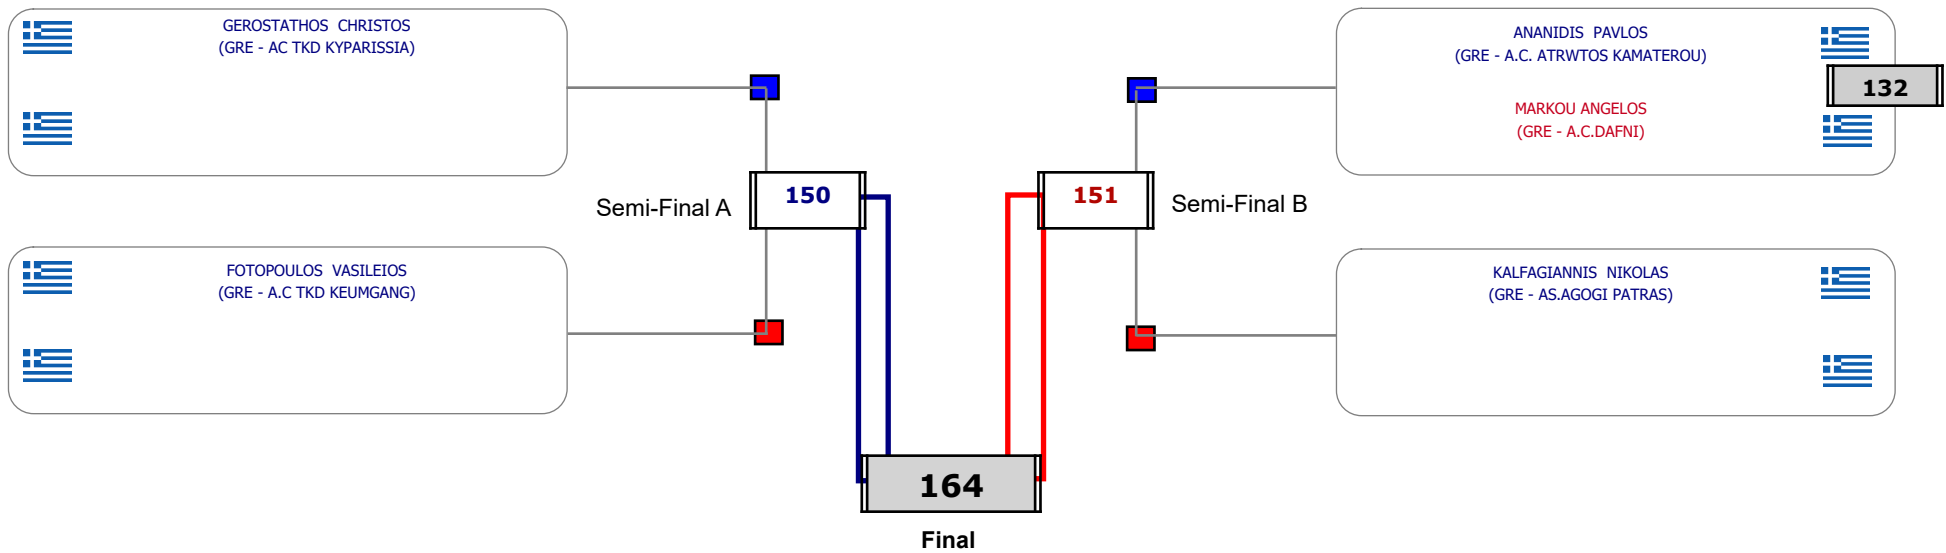 GEROSTATHOS CHRISTOS
(GRE - AC TKD KYPARISSIA)
ANANIDIS PAVLOS
(GRE - A.C. ATRWTOS KAMATEROU)
132
MARKOU ANGELOS
(GRE - A.C.DAFNI)
Semi-Final A
150
151
Semi-Final B
FOTOPOULOS VASILEIOS
(GRE - A.C TKD KEUMGANG)
KALFAGIANNIS NIKOLAS
(GRE - AS.AGOGI PATRAS)
164
Final